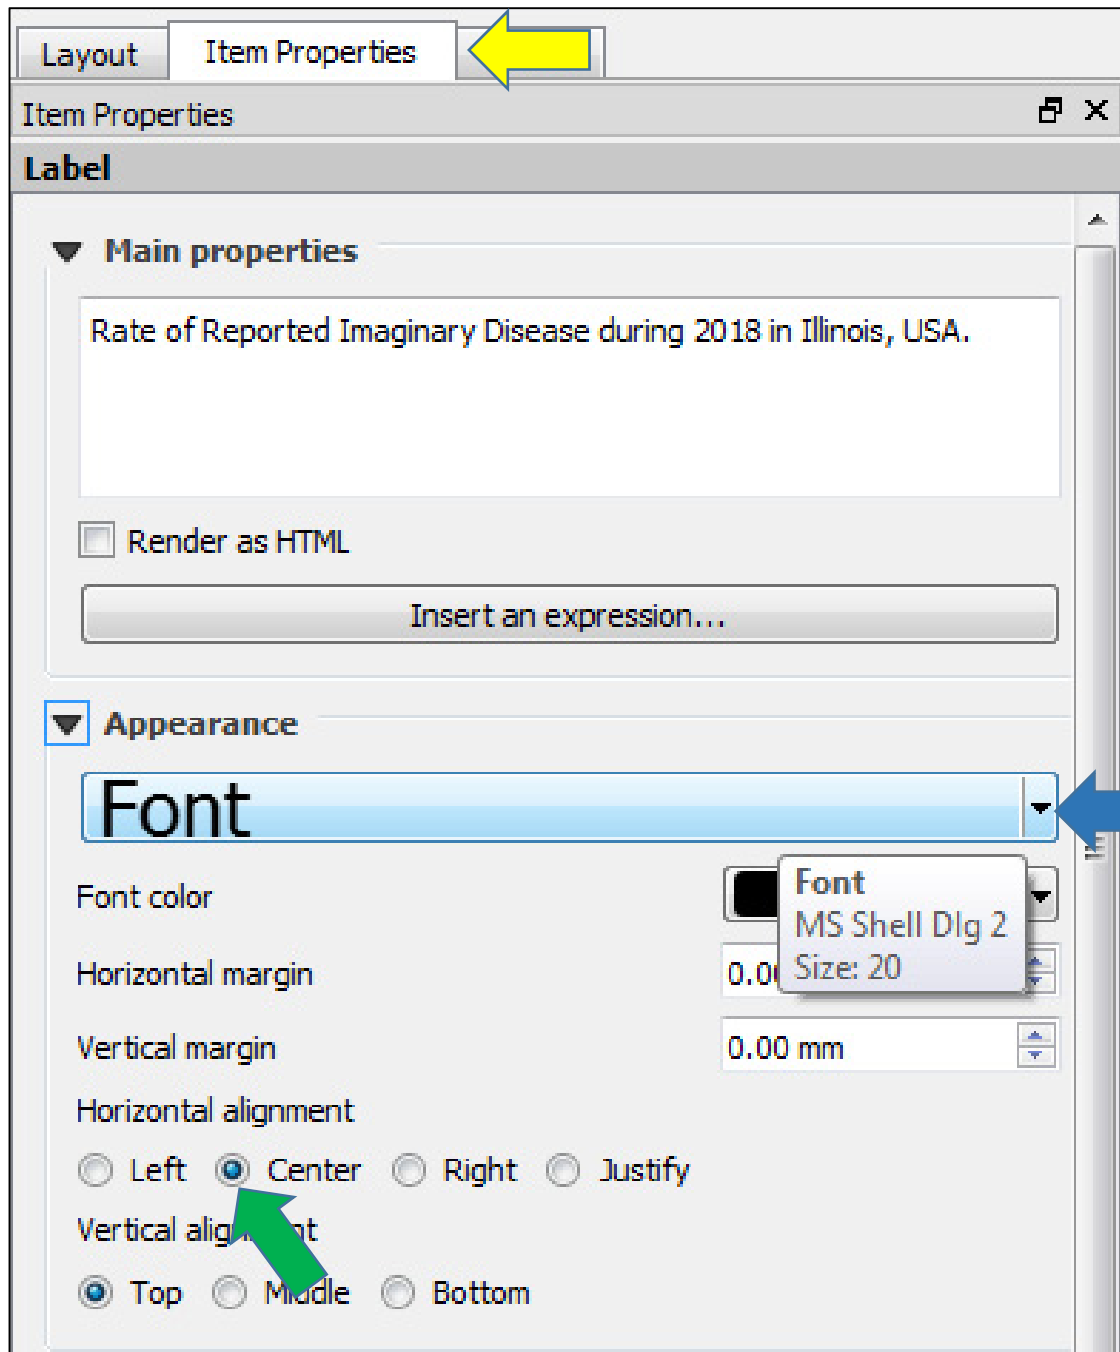 Layout Item Properties
Item Properties
Label
Main properties
Rate of Reported Imaginary Disease during 2018 in Illinois, USA.
Render as HTML
Insert an expression...
Appearance
Font
Font color
Font
MS Shell Dlg 2
Horizontal margin
Size: 20
Vertical margin 0.00 mm
Horizontal alignment
Left Center Right Justify
Vertical
Top Middle Bottom